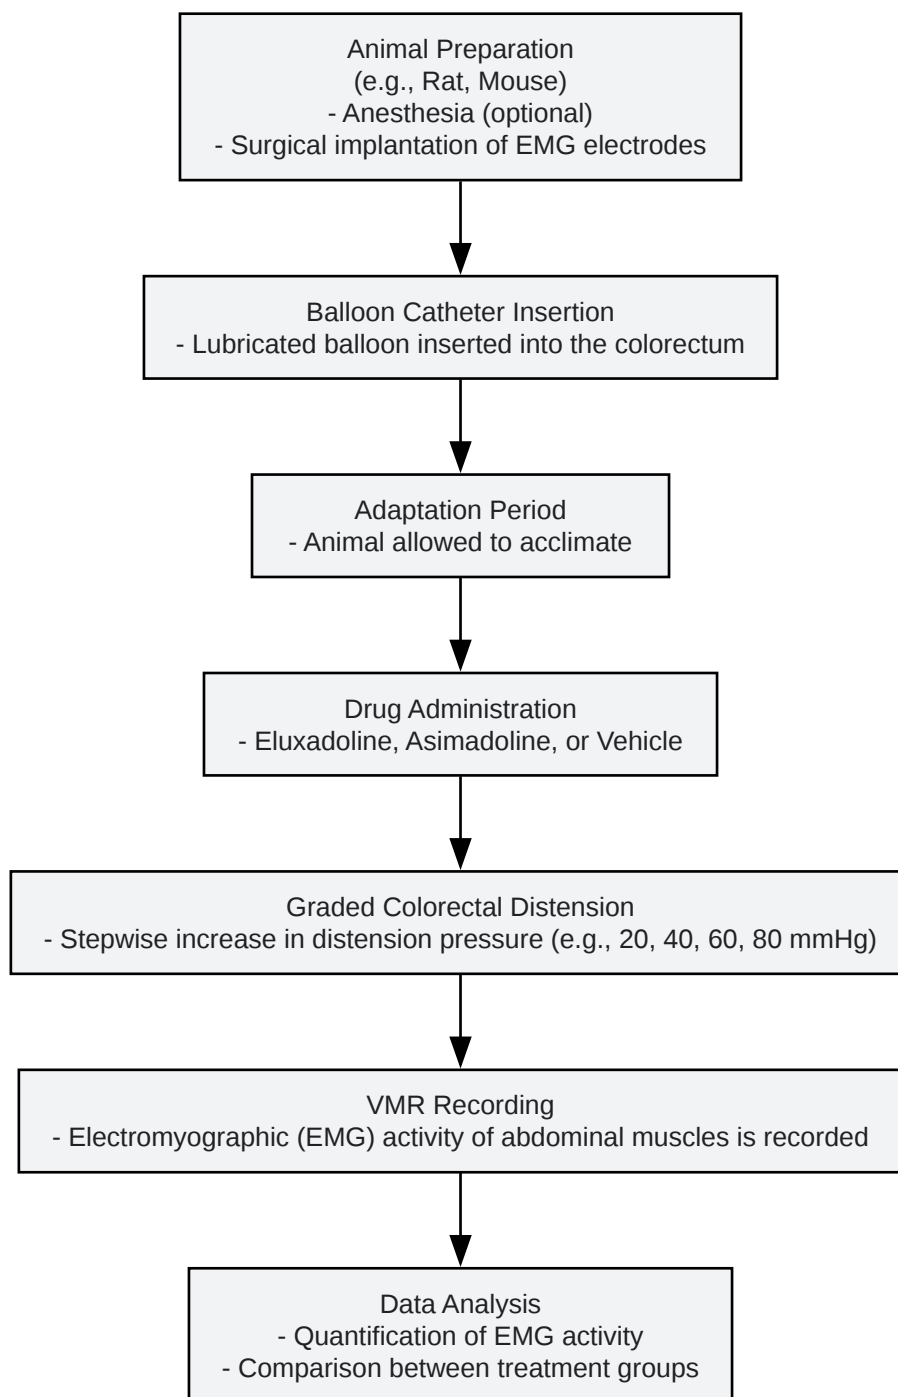 Animal Preparation
(e.g., Rat, Mouse)
- Anesthesia (optional)
- Surgical implantation of EMG electrodes
Balloon Catheter Insertion
- Lubricated balloon inserted into the colorectum
Adaptation Period
- Animal allowed to acclimate
Drug Administration
- Eluxadoline, Asimadoline, or Vehicle
Graded Colorectal Distension
- Stepwise increase in distension pressure (e.g., 20, 40, 60, 80 mmHg)
VMR Recording
- Electromyographic (EMG) activity of abdominal muscles is recorded
Data Analysis
- Quantification of EMG activity
- Comparison between treatment groups